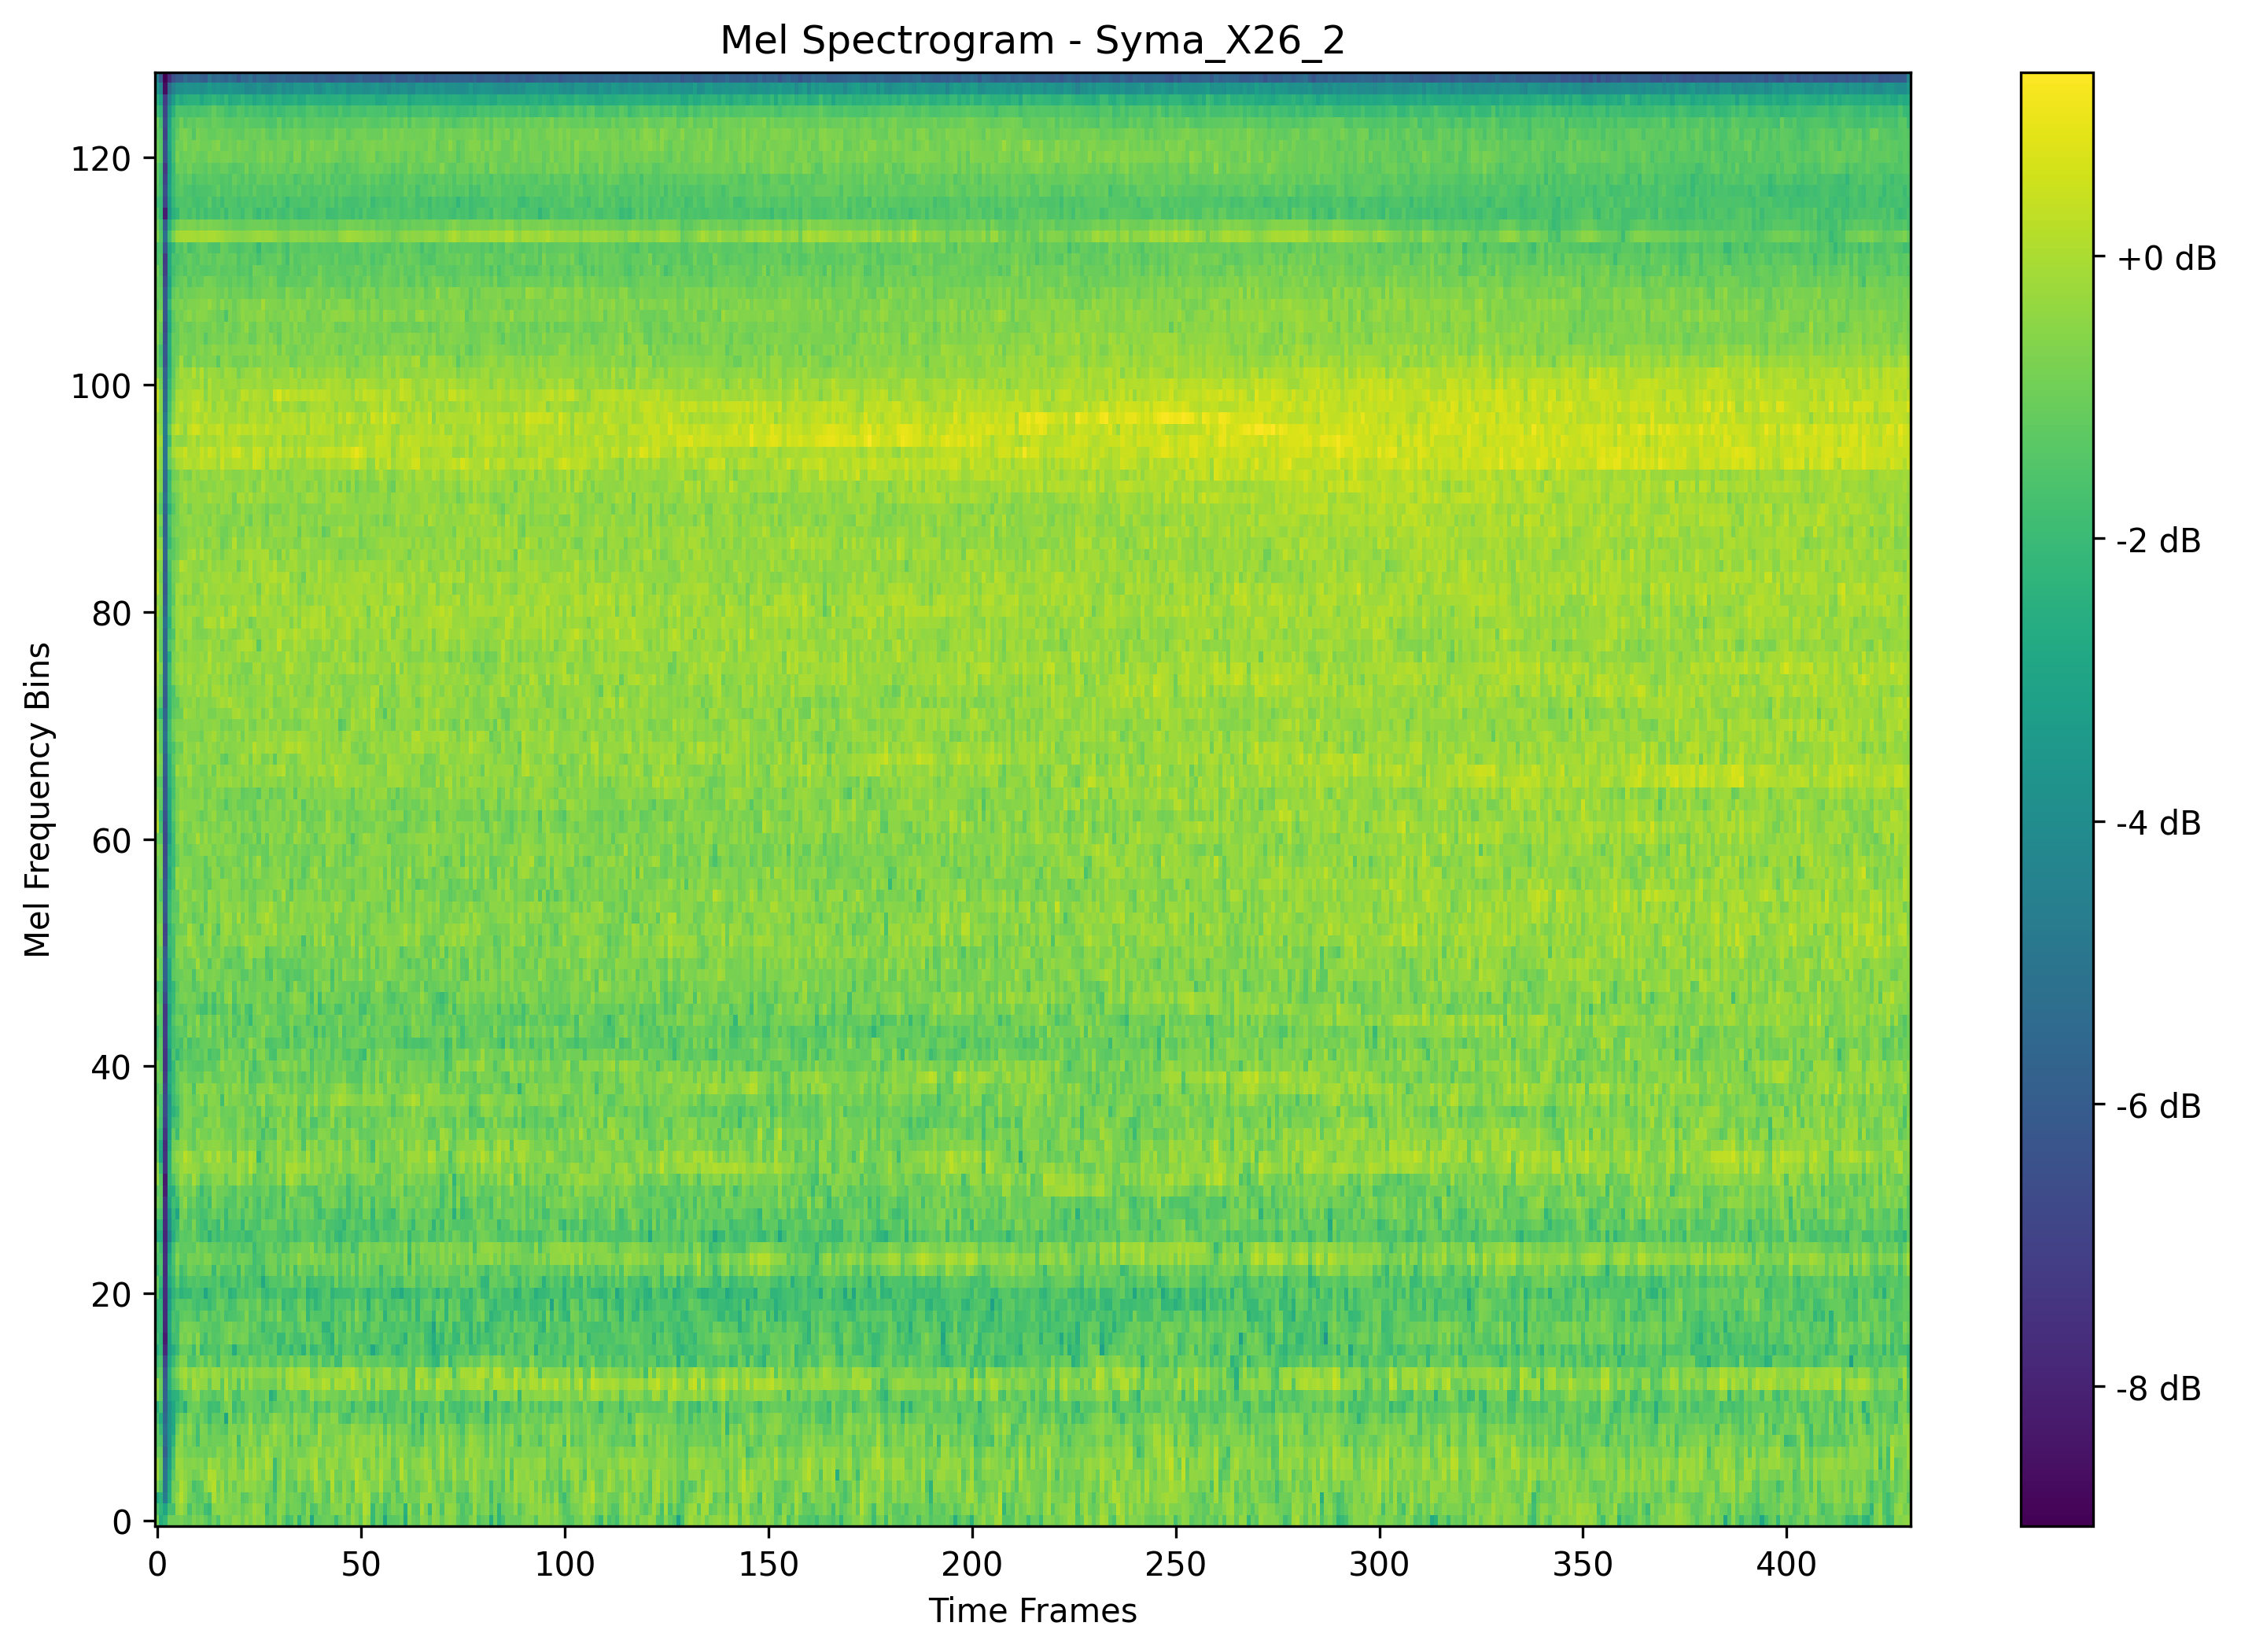 Mel Spectrogram - Syma_X26_2
Mel Frequency Bins
120
100
80
60
40
20
0
0 50 100 150 200 250 300 350 400
Time Frames
+0 dB
-2 dB
-4 dB
-6 dB
-8 dB